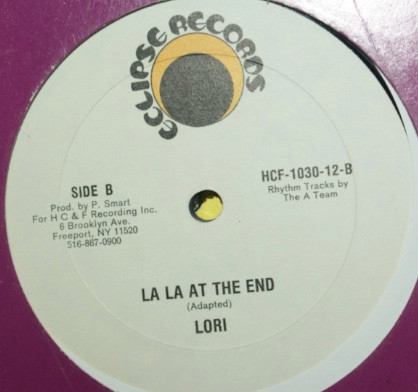 ECLIPSE RECORDS
SIDE B
Prod. by P. Smart
For H C & F Recording Inc.
6 Brooklyn Ave.
Freeport, NY 11520
516-867-0900
HCF-1030-12-B
Rhythm Tracks by
The A Team
LA LA AT THE END
(Adapted)
LORI